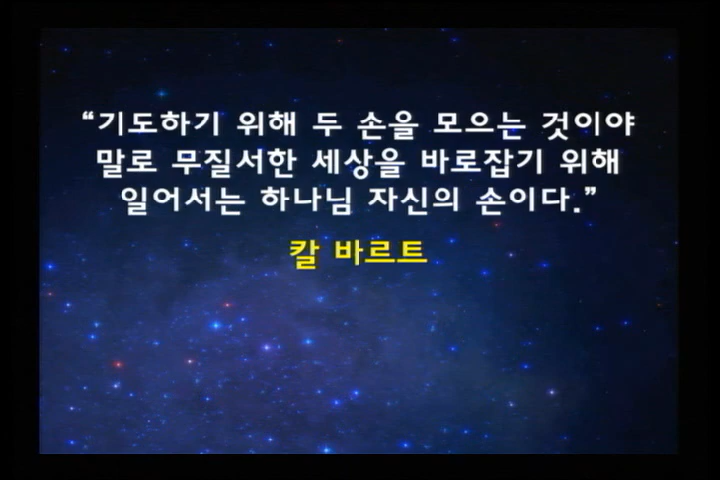 “기도하기 위해 두 손을 모으는 것이야
말로 무질서한 세상을 바로잡기 위해
일어서는 하나님 자신의 손이다.”
칼 바르트